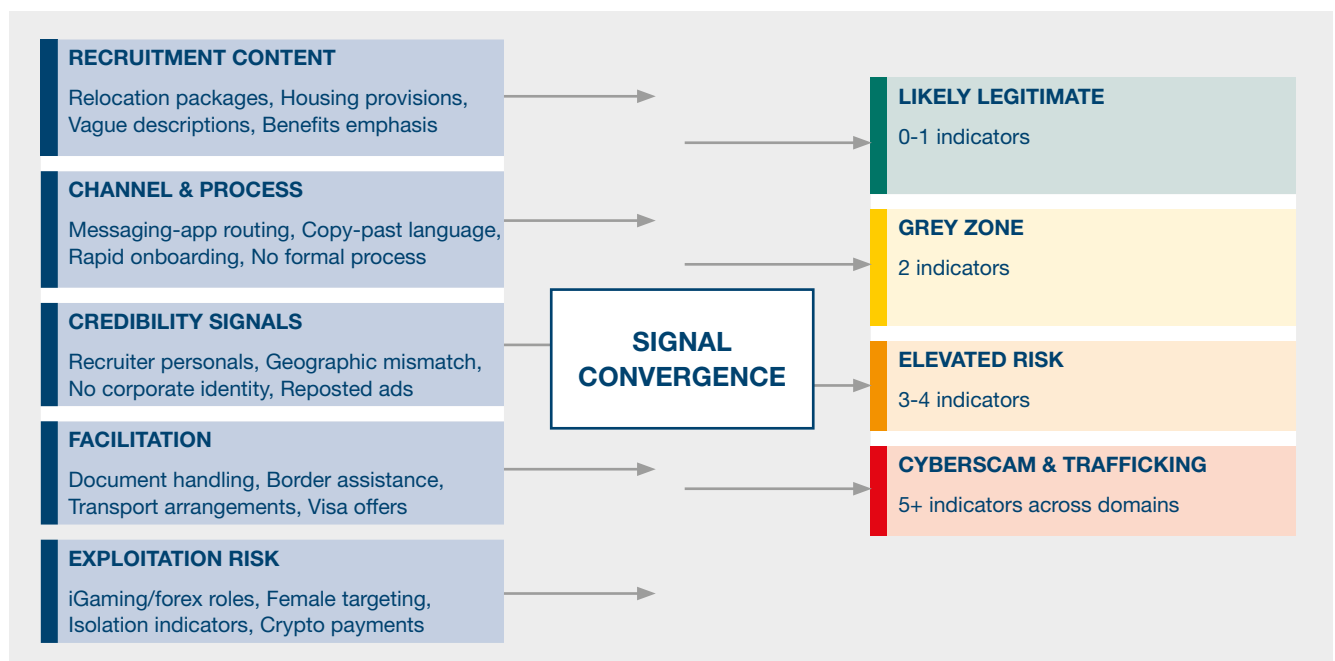 RECRUITMENT CONTENT
Relocation packages, Housing provisions,
Vague descriptions, Benefits emphasis
CHANNEL & PROCESS
Messaging-app routing, Copy-past language,
Rapid onboarding, No formal process
CREDIBILITY SIGNALS
Recruiter personals, Geographic mismatch,
No corporate identity, Reposted ads
FACILITATION
Document handling, Border assistance,
Transport arrangements, Visa offers
EXPLOITATION RISK
iGaming/forex roles, Female targeting,
Isolation indicators, Crypto payments
SIGNAL
CONVERGENCE
LIKELY LEGITIMATE
0-1 indicators
GREY ZONE
2 indicators
ELEVATED RISK
3-4 indicators
CYBERSCAM & TRAFFICKING
5+ indicators across domains